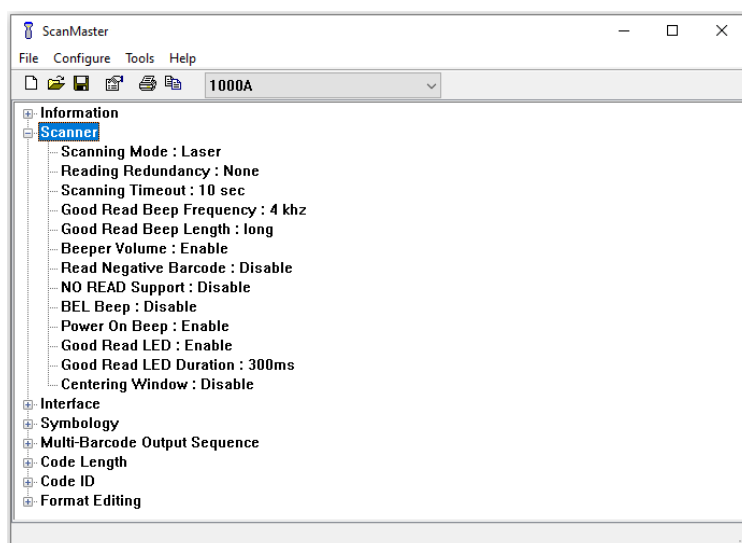 ScanMaster
File Configure Tools Help
1000A
Information
Scanner
Scanning Mode : Laser
Reading Redundancy : None
Scanning Timeout : 10 sec
Good Read Beep Frequency : 4 khz
Good Read Beep Length : long
Beeper Volume : Enable
Read Negative Barcode : Disable
NO READ Support : Disable
BEL Beep : Disable
Power On Beep : Enable
Good Read LED : Enable
Good Read LED Duration : 300ms
Centering Window : Disable
Interface
Symbology
Multi-Barcode Output Sequence
Code Length
Code ID
Format Editing